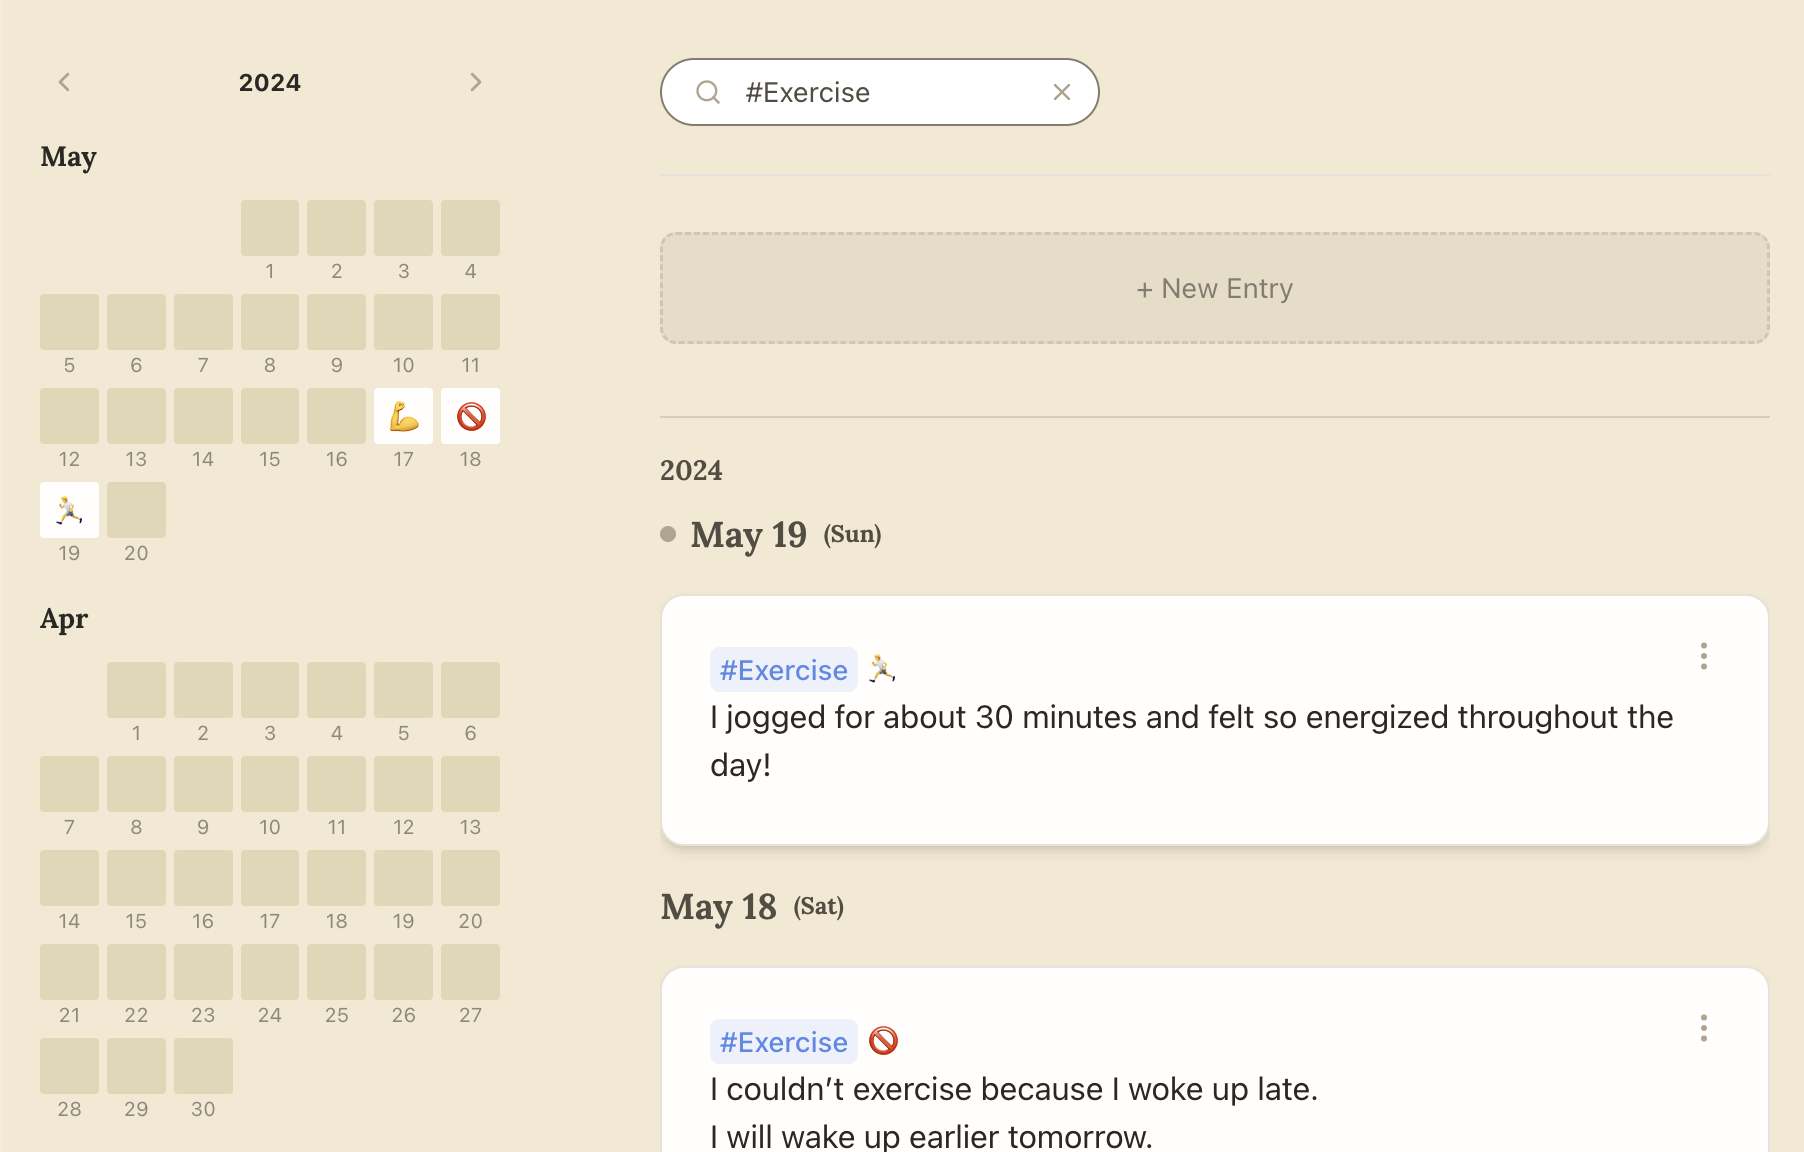 2024
May
1 2 3 4
5 6 7 8 9 10 11
12 13 14 15 16 17 18
19 20
Apr
1 2 3 4 5 6
7 8 9 10 11 12 13
14 15 16 17 18 19 20
21 22 23 24 25 26 27
28 29 30
#Exercise
+ New Entry
2024
May 19 (Sun)
#Exercise
I jogged for about 30 minutes and felt so energized throughout the
day!
May 18 (Sat)
#Exercise
I couldn't exercise because I woke up late.
I will wake up earlier tomorrow.